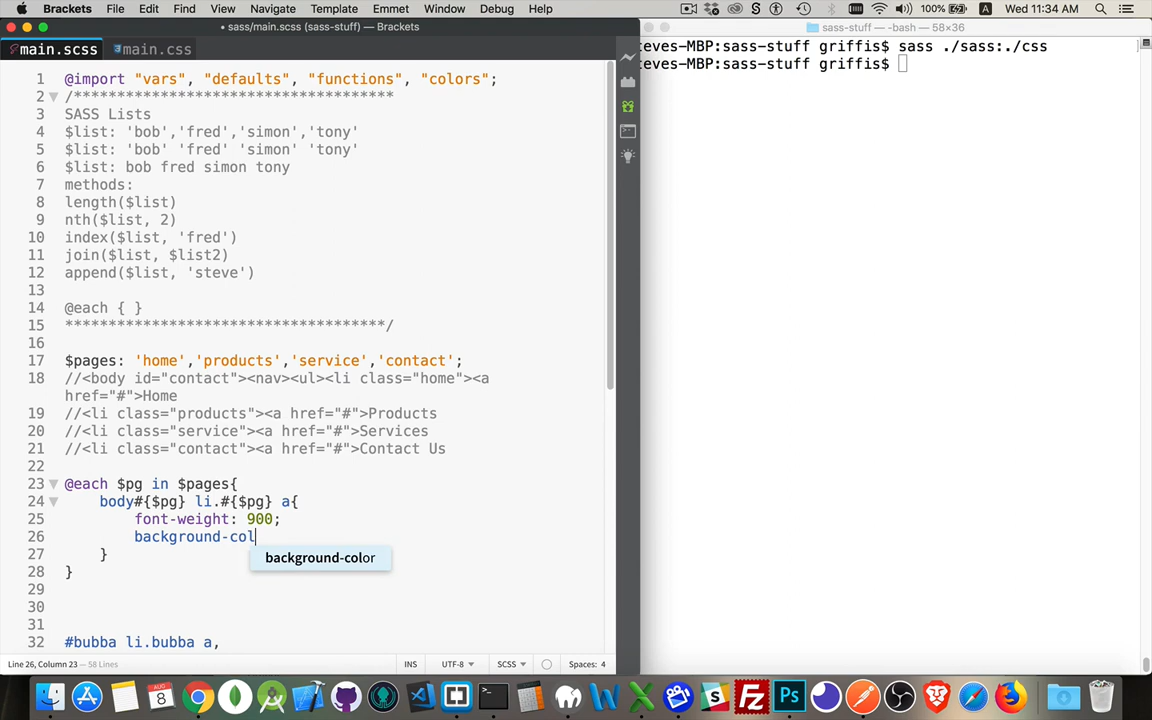 Brackets File Edit Find View Navigate Template Emmet Window Debug Help 100% A Wed 11:34 AM
• sass/main.scss (sass-stuff) — Brackets
sass-stuff — -bash — 58×36
main.scss main.css
teves-MBP:sass-stuff griffis$ sass ./sass:./css
teves-MBP:sass-stuff griffis$
1 @import "vars", "defaults", "functions", "colors";
2 /*************************************
3 SASS Lists
4 $list: 'bob','fred','simon','tony'
5 $list: 'bob' 'fred' 'simon' 'tony'
6 $list: bob fred simon tony
7 methods:
8 length($list)
9 nth($list, 2)
10 index($list, 'fred')
11 join($list, $list2)
12 append($list, 'steve')
13
14 @each { }
15 *************************************/
16
17 $pages: 'home','products','service','contact';
18 //<body id="contact"><nav><ul><li class="home"><a
href="#">Home
19 //<li class="products"><a href="#">Products
20 //<li class="service"><a href="#">Services
21 //<li class="contact"><a href="#">Contact Us
22
23 @each $pg in $pages{
24 body#{$pg} li.#{$pg} a{
25 font-weight: 900;
26 background-col
background-color
27 }
28 }
29
30
31
32 #bubba li.bubba a,
Line 26, Column 23 — 58 Lines INS UTF-8 SCSS Spaces: 4